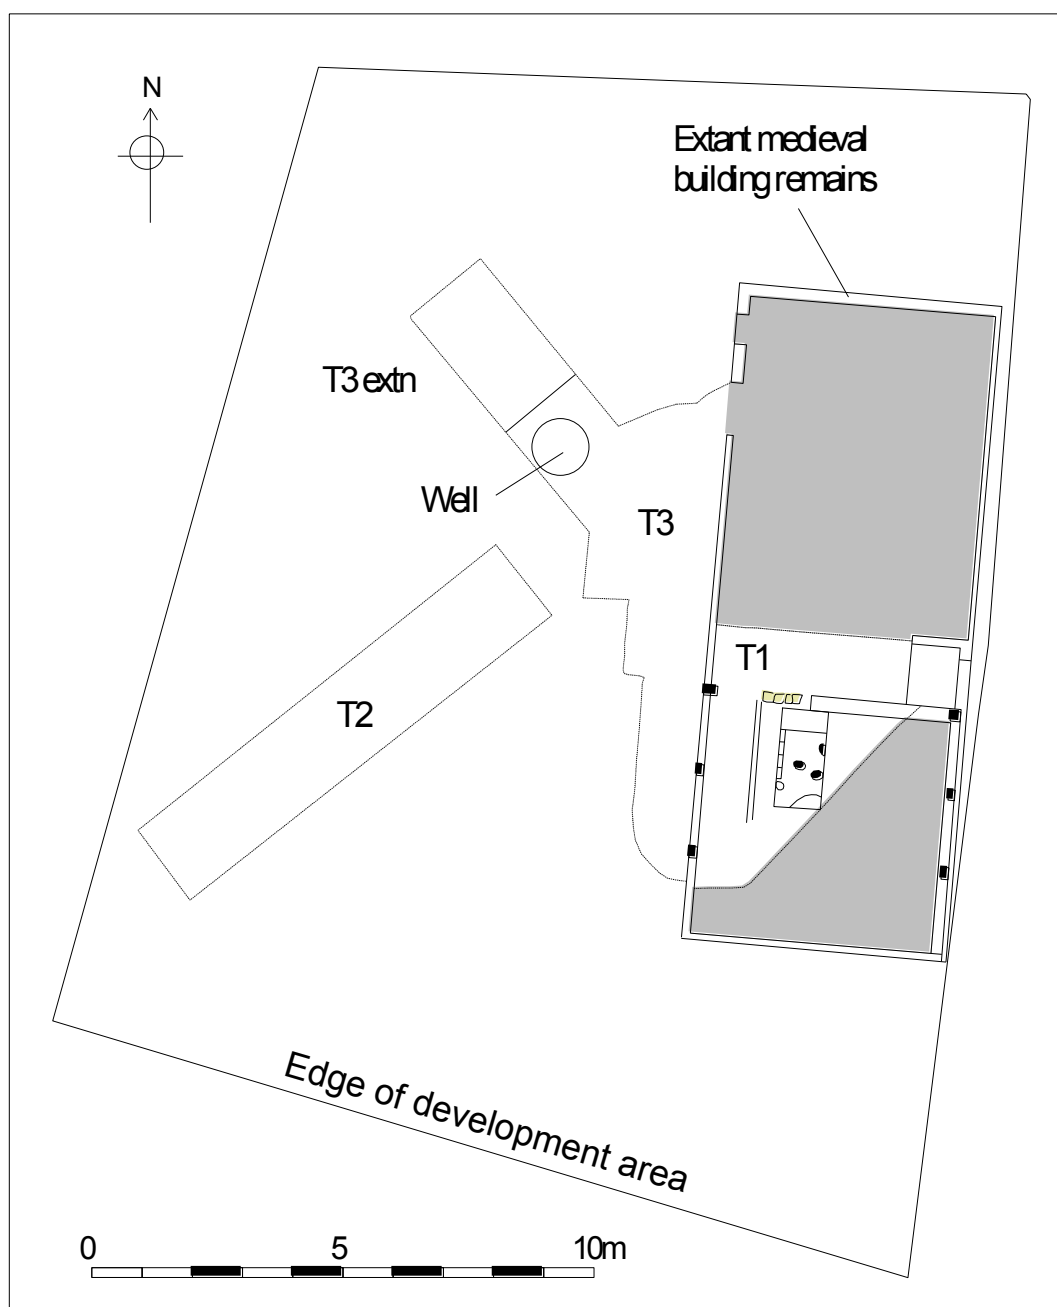 N
Extant medieval
building remains
T3 extn
Well
T3
T1
T2
Edge of development area
0 5 10m